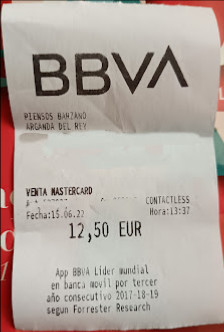 BBVA
PIENSOS BARZANO
ARGANDA DEL REY
VENTA MASTERCARD
CONTACTLESS
Fecha:15.06.22 Hora:13:37
12,50 EUR
App BBVA Líder mundial
en banca movil por tercer
año consecutivo 2017-18-19
segun Forrester Research